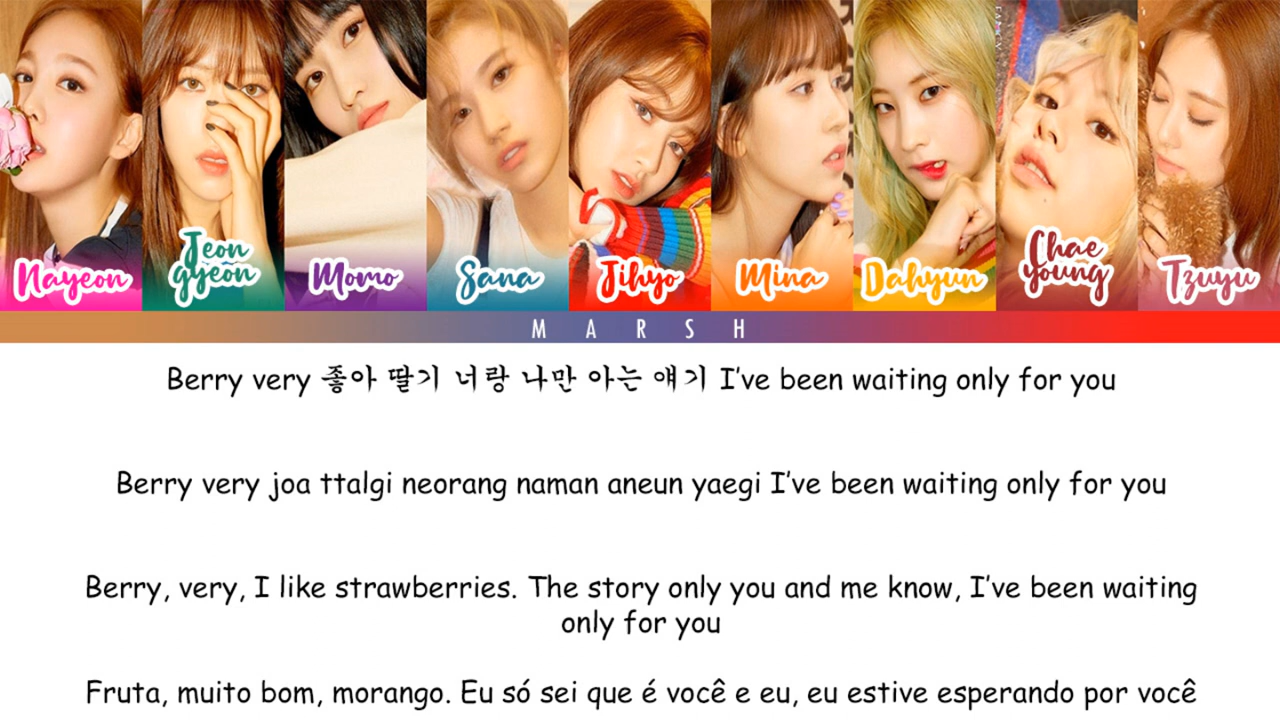 Nayeon
Jeon
gyeon
Momo
Sana
Jihyo
Mina
Dahyun
Chae
young
Tzuyu
MARSH
Berry very 좋아 딸기 너랑 나만 아는 얘기 I've been waiting only for you
Berry very joa ttalgi neorang naman aneun yaegi I've been waiting only for you
Berry, very, I like strawberries. The story only you and me know, I've been waiting
only for you
Fruta, muito bom, morango. Eu só sei que é você e eu, eu estive esperando por você